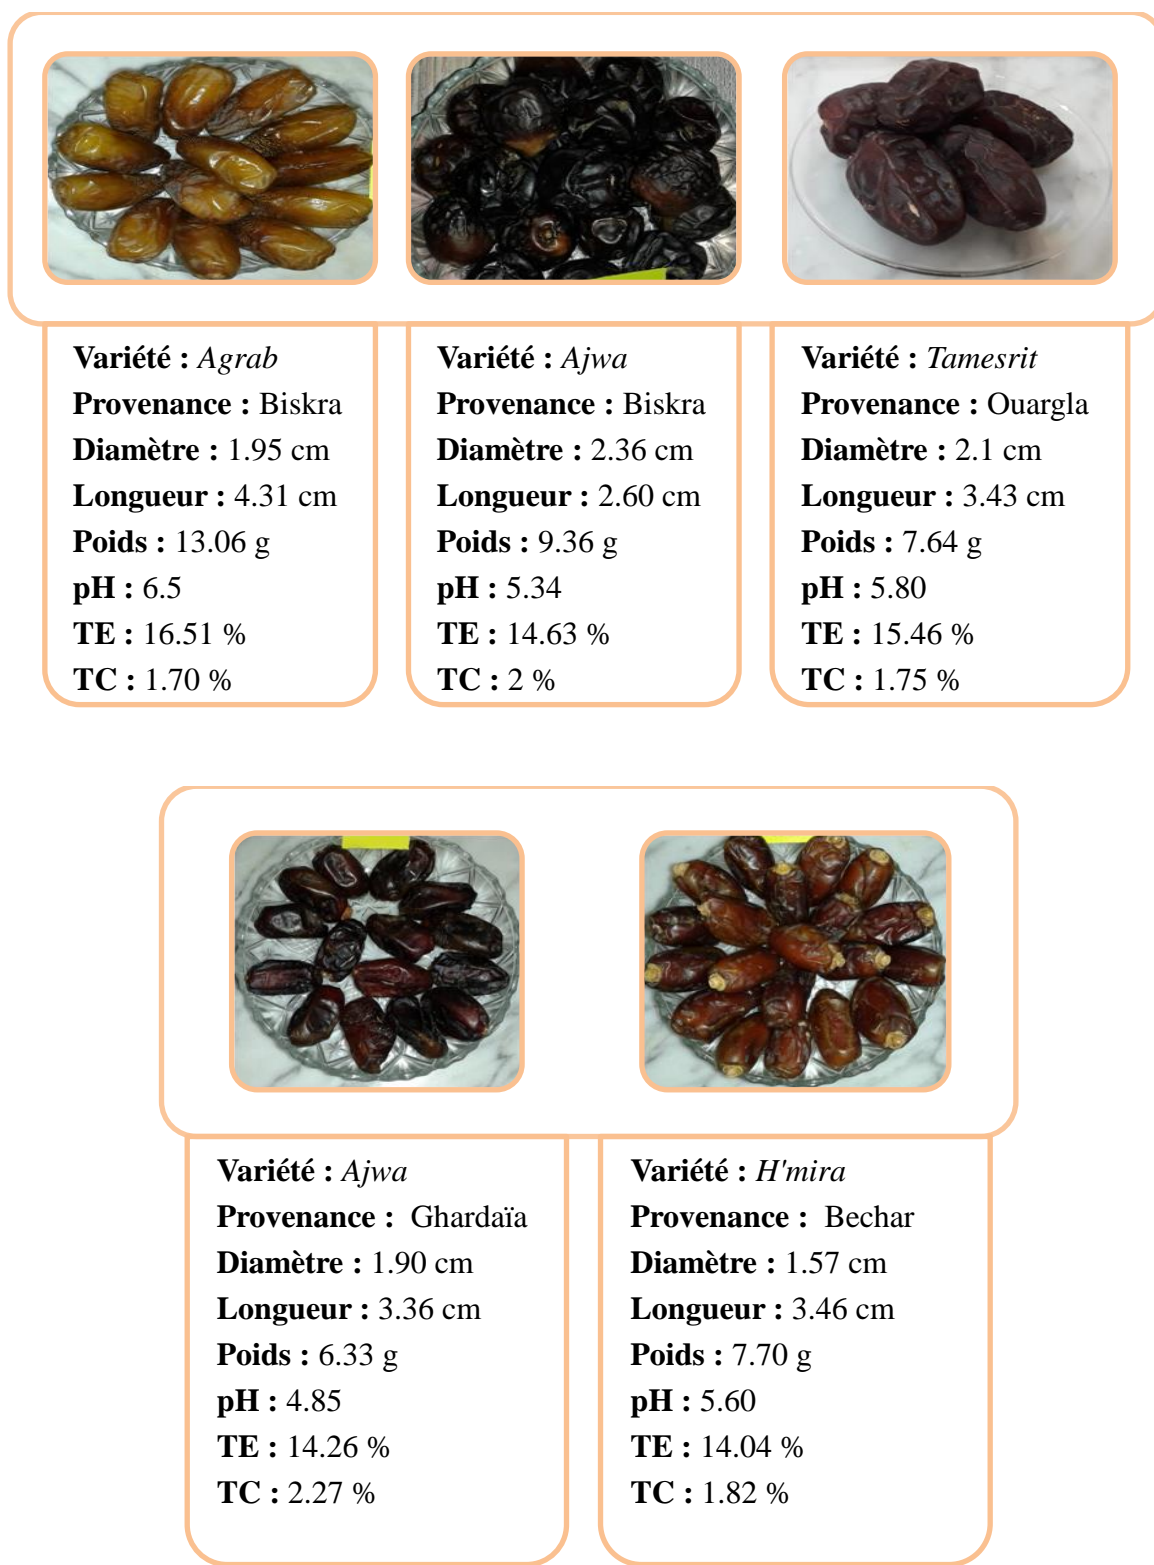 Variété : Agrab
Provenance : Biskra
Diamètre : 1.95 cm
Longueur : 4.31 cm
Poids : 13.06 g
pH : 6.5
TE : 16.51 %
TC : 1.70 %
Variété : Ajwa
Provenance : Biskra
Diamètre : 2.36 cm
Longueur : 2.60 cm
Poids : 9.36 g
pH : 5.34
TE : 14.63 %
TC : 2 %
Variété : Tamesrit
Provenance : Ouargla
Diamètre : 2.1 cm
Longueur : 3.43 cm
Poids : 7.64 g
pH : 5.80
TE : 15.46 %
TC : 1.75 %
Variété : Ajwa
Provenance : Ghardaïa
Diamètre : 1.90 cm
Longueur : 3.36 cm
Poids : 6.33 g
pH : 4.85
TE : 14.26 %
TC : 2.27 %
Variété : H'mira
Provenance : Bechar
Diamètre : 1.57 cm
Longueur : 3.46 cm
Poids : 7.70 g
pH : 5.60
TE : 14.04 %
TC : 1.82 %